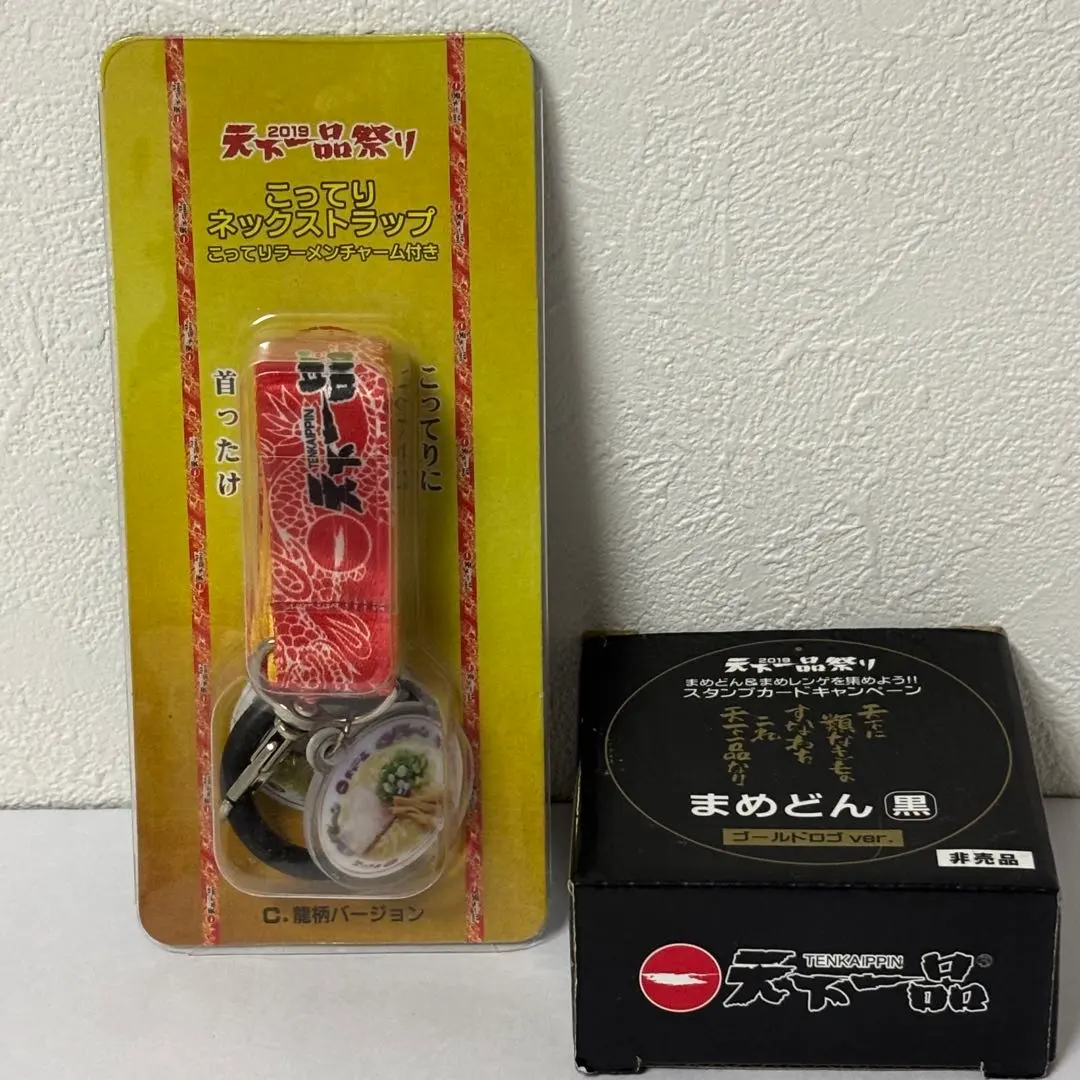 2019
天下一品祭り
こってり
ネックストラップ
こってりラーメンチャーム付き
こってりに
首ったけ
TENKAIPPIN
天下一品
C. 龍柄バージョン
2019
天下一品祭り
まめどん&まめレンゲを集めよう!!
スタンプカードキャンペーン
天下に
類なきもの
すなわち
これ
天下一品なり
まめどん 黒
ゴールドロゴ ver.
非売品
TENKAIPPIN
天下一品®